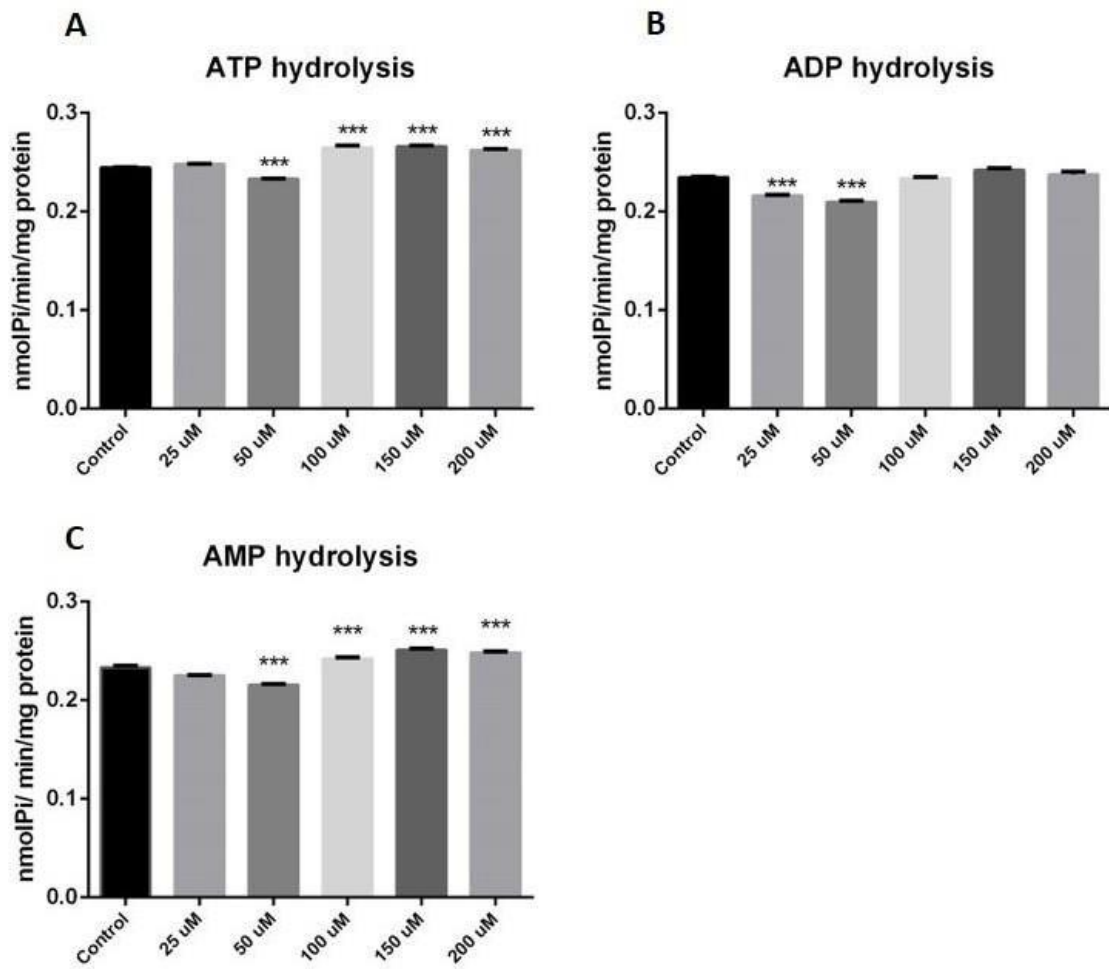 A
ATP hydrolysis
nmolPi/min/mg protein
0.3
0.2
0.1
0.0
***
***
***
***
Control
25 uM
50 uM
100 uM
150 uM
200 uM
B
ADP hydrolysis
nmolPi/min/mg protein
0.3
0.2
0.1
0.0
***
***
Control
25 uM
50 uM
100 uM
150 uM
200 uM
C
AMP hydrolysis
nmolPi/ min/mg protein
0.3
0.2
0.1
0.0
***
***
***
***
Control
25 uM
50 uM
100 uM
150 uM
200 uM